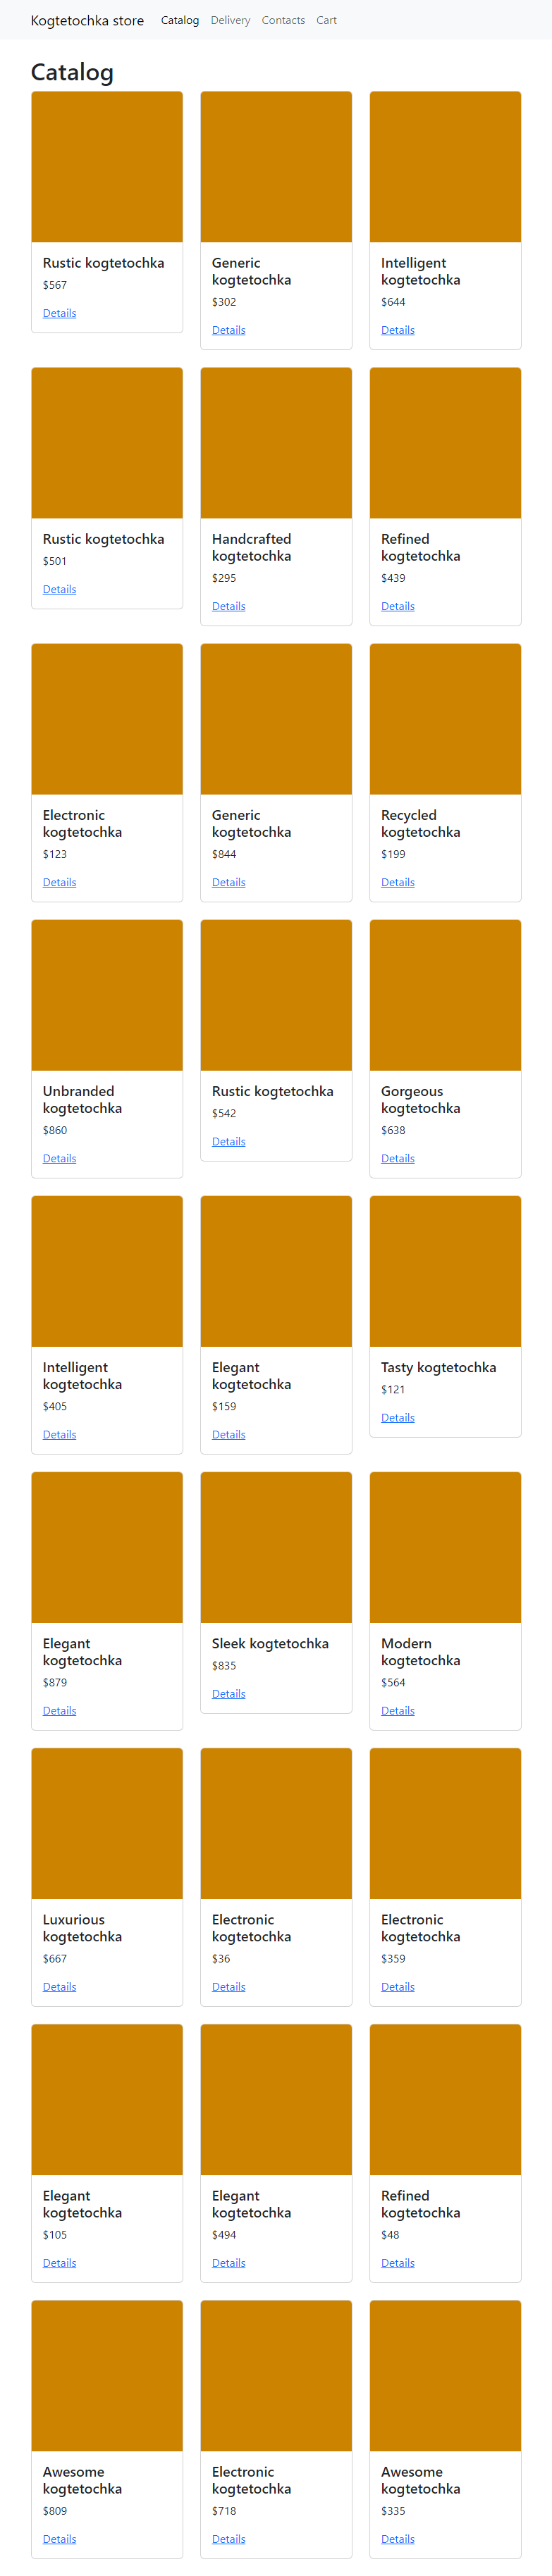 Kogtetochka store Catalog Delivery Contacts Cart
Catalog
Rustic kogtetochka
$567
Details
Generic
kogtetochka
$302
Details
Intelligent
kogtetochka
$644
Details
Rustic kogtetochka
$501
Details
Handcrafted
kogtetochka
$295
Details
Refined
kogtetochka
$439
Details
Electronic
kogtetochka
$123
Details
Generic
kogtetochka
$844
Details
Recycled
kogtetochka
$199
Details
Unbranded
kogtetochka
$860
Details
Rustic kogtetochka
$542
Details
Gorgeous
kogtetochka
$638
Details
Intelligent
kogtetochka
$405
Details
Elegant
kogtetochka
$159
Details
Tasty kogtetochka
$121
Details
Elegant
kogtetochka
$879
Details
Sleek kogtetochka
$835
Details
Modern
kogtetochka
$564
Details
Luxurious
kogtetochka
$667
Details
Electronic
kogtetochka
$36
Details
Electronic
kogtetochka
$359
Details
Elegant
kogtetochka
$105
Details
Elegant
kogtetochka
$494
Details
Refined
kogtetochka
$48
Details
Awesome
kogtetochka
$809
Details
Electronic
kogtetochka
$718
Details
Awesome
kogtetochka
$335
Details